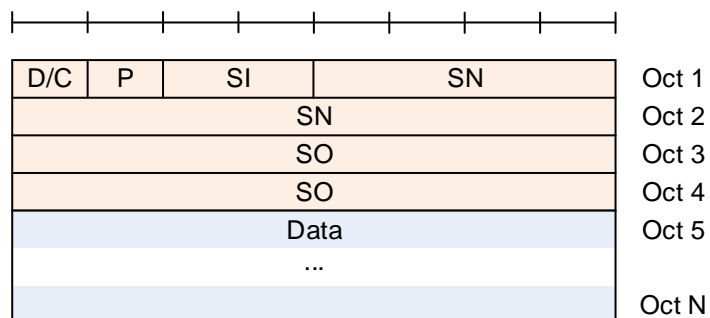 D/C P SI SN Oct 1
SN Oct 2
SO Oct 3
SO Oct 4
Data Oct 5
...
Oct N